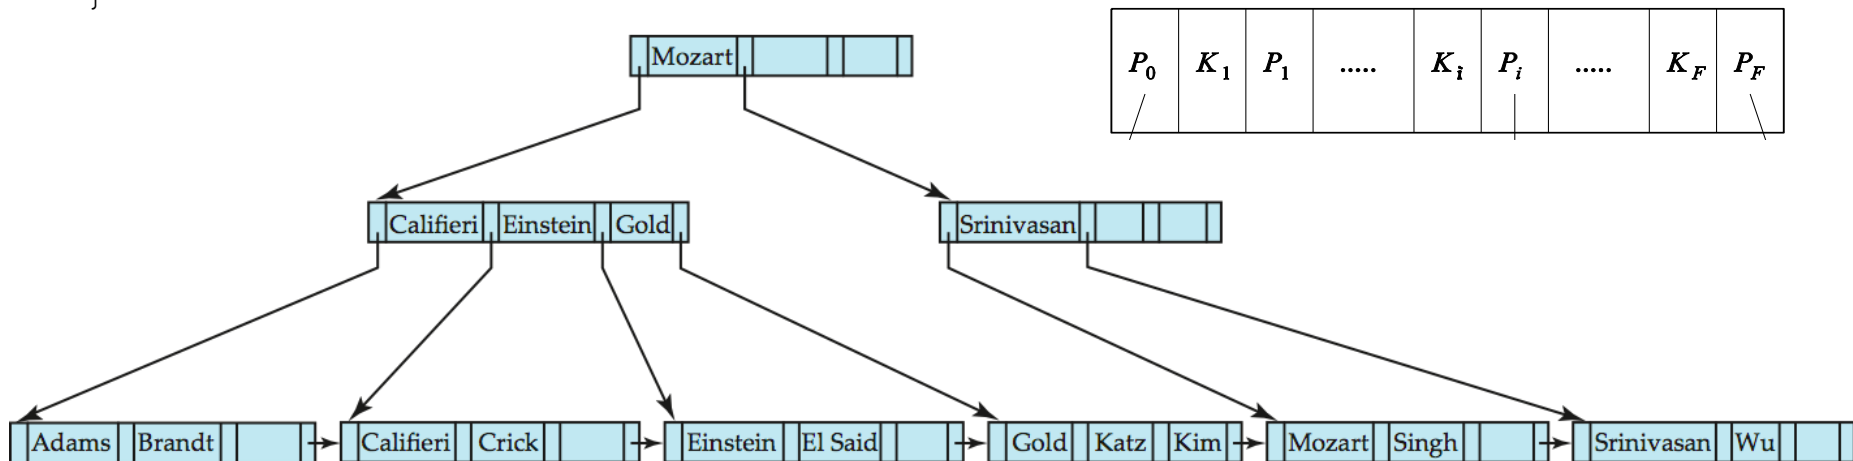 Mozart
P0 K1 P1 ..... Ki Pi ..... KF PF
Califieri Einstein Gold
Srinivasan
Adams Brandt
Califieri Crick
Einstein El Said
Gold Katz Kim
Mozart Singh
Srinivasan Wu